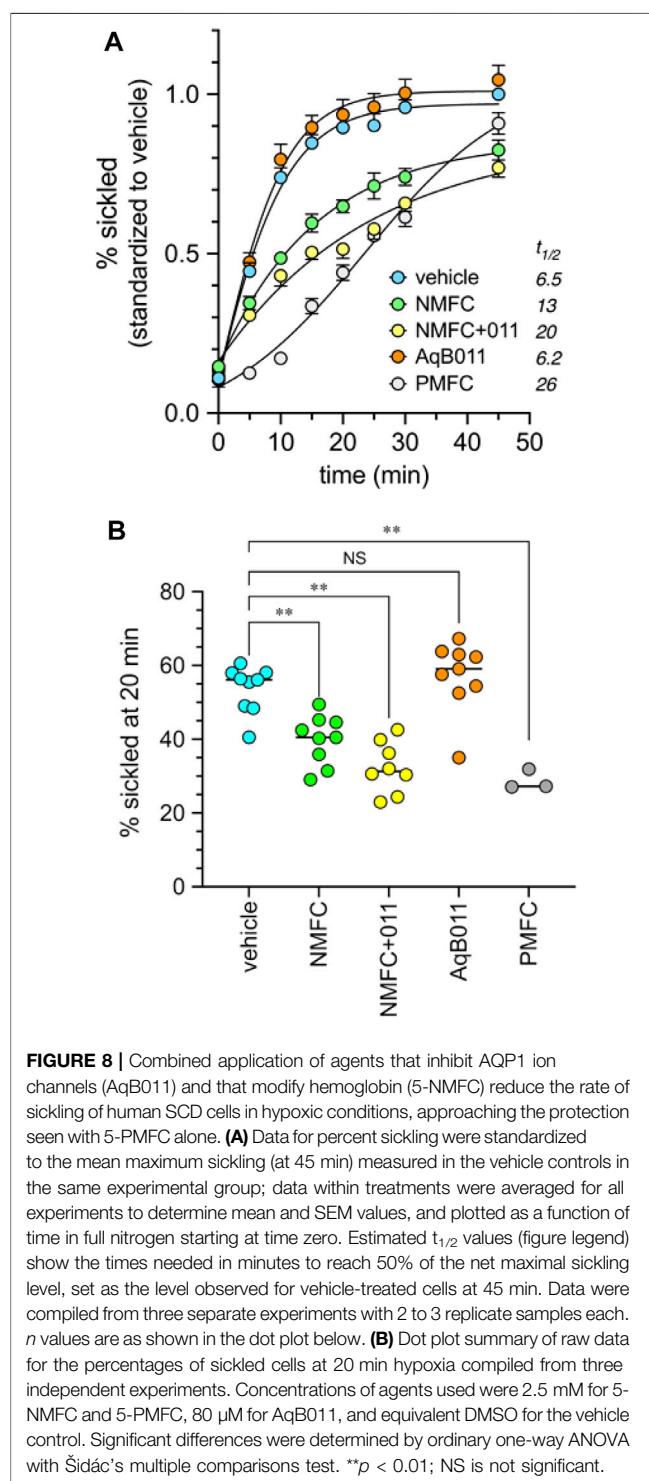 A
% sickled
(standardized to vehicle)
1.0
0.5
0.0
0 10 20 30 40 50
time (min)
t1/2
vehicle 6.5
NMFC 13
NMFC+011 20
AqB011 6.2
PMFC 26
B
**
NS
**
**
% sickled at 20 min
80
60
40
20
0
vehicle
NMFC
NMFC+011
AqB011
PMFC
FIGURE 8 | Combined application of agents that inhibit AQP1 ion
channels (AqB011) and that modify hemoglobin (5-NMFC) reduce the rate of
sickling of human SCD cells in hypoxic conditions, approaching the protection
seen with 5-PMFC alone. (A) Data for percent sickling were standardized
to the mean maximum sickling (at 45 min) measured in the vehicle controls in
the same experimental group; data within treatments were averaged for all
experiments to determine mean and SEM values, and plotted as a function of
time in full nitrogen starting at time zero. Estimated t1/2 values (figure legend)
show the times needed in minutes to reach 50% of the net maximal sickling
level, set as the level observed for vehicle-treated cells at 45 min. Data were
compiled from three separate experiments with 2 to 3 replicate samples each.
n values are as shown in the dot plot below. (B) Dot plot summary of raw data
for the percentages of sickled cells at 20 min hypoxia compiled from three
independent experiments. Concentrations of agents used were 2.5 mM for 5-
NMFC and 5-PMFC, 80 µM for AqB011, and equivalent DMSO for the vehicle
control. Significant differences were determined by ordinary one-way ANOVA
with Šidác's multiple comparisons test. **p < 0.01; NS is not significant.